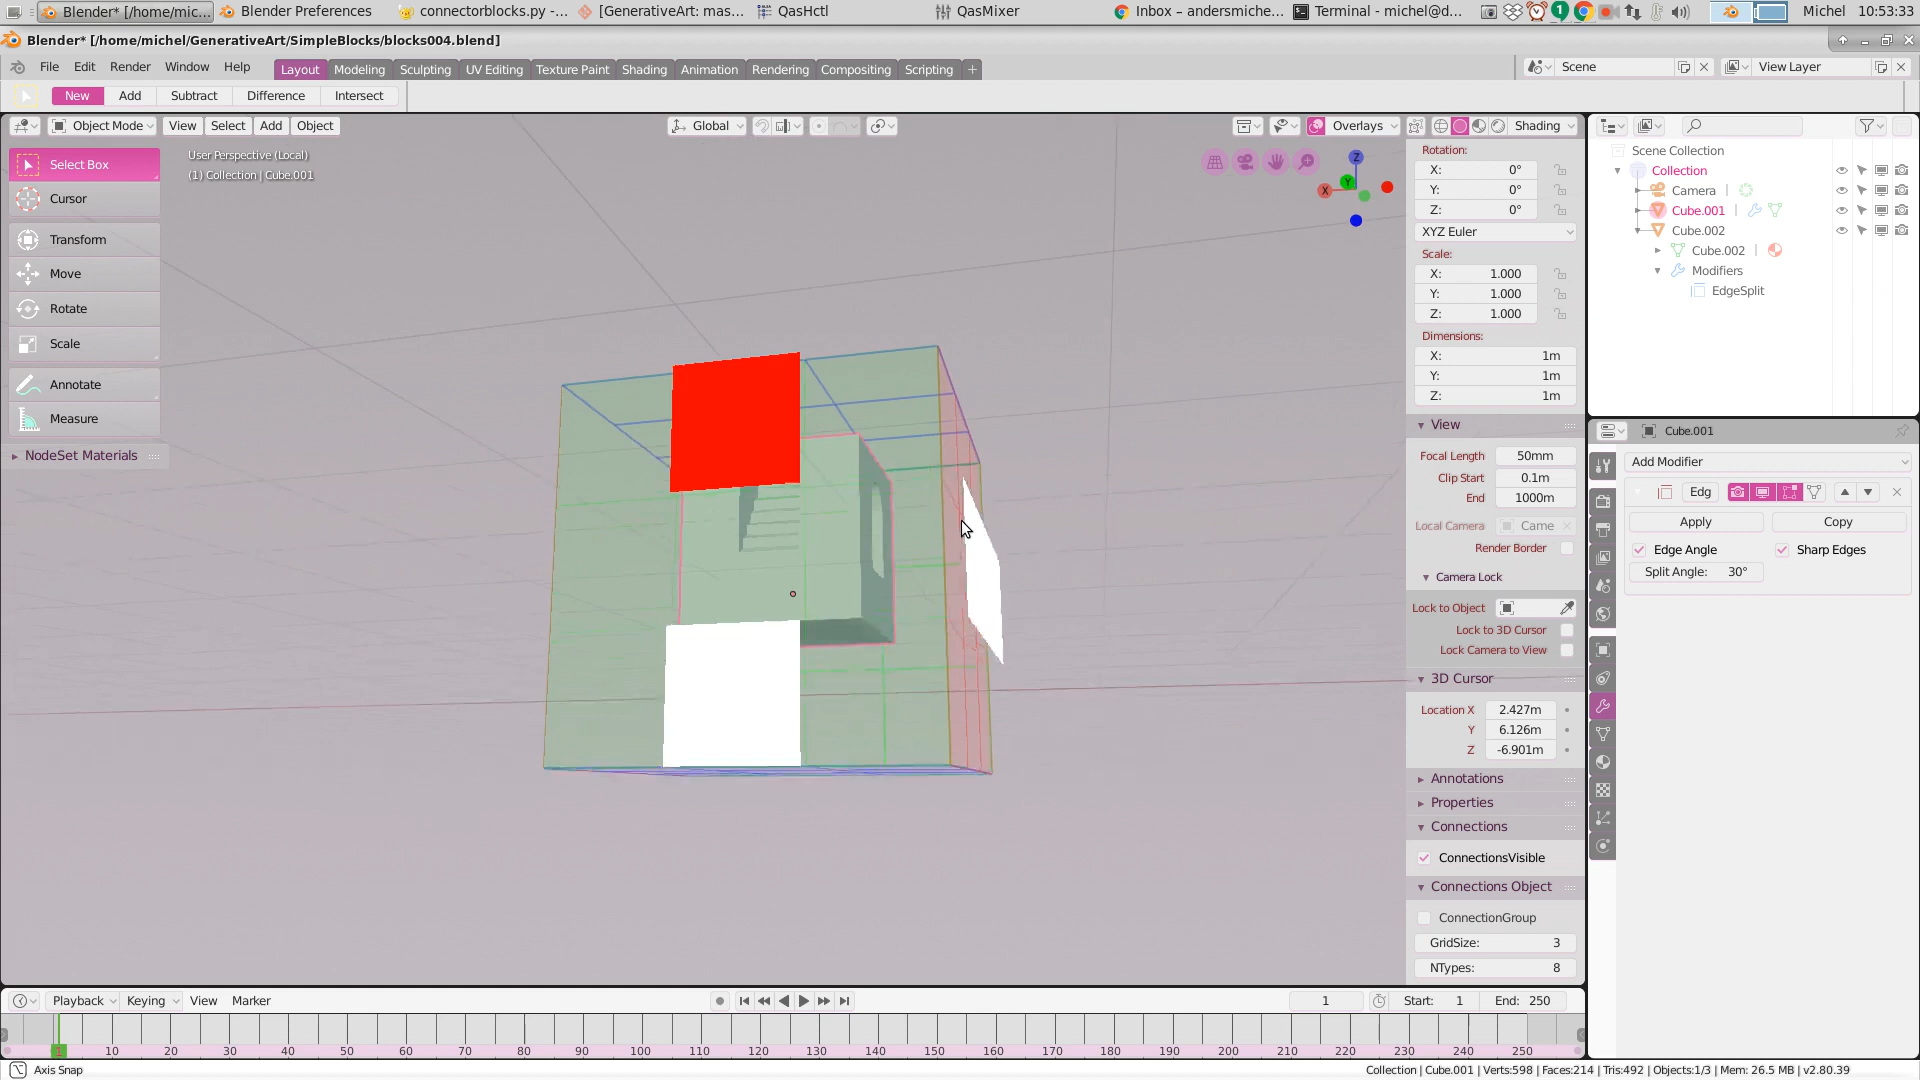 Blender* [/home/mic...
Blender Preferences
connectorblocks.py -...
[GenerativeArt: mas...
QasHctl
QasMixer
Inbox – andersmiche...
Terminal - michel@d...
1
Michel
10:53:33
Blender* [/home/michel/GenerativeArt/SimpleBlocks/blocks004.blend]
File Edit Render Window Help
Layout Modeling Sculpting UV Editing Texture Paint Shading Animation Rendering Compositing Scripting +
Scene
View Layer
New Add Subtract Difference Intersect
Object Mode View Select Add Object
Global
Overlays
Shading
Select Box
Cursor
Transform
Move
Rotate
Scale
Annotate
Measure
NodeSet Materials
User Perspective (Local)
(1) Collection | Cube.001
Z
Y
X
Rotation:
X: 0°
Y: 0°
Z: 0°
XYZ Euler
Scale:
X: 1.000
Y: 1.000
Z: 1.000
Dimensions:
X: 1m
Y: 1m
Z: 1m
View
Focal Length 50mm
Clip Start 0.1m
End 1000m
Local Camera Came
Render Border
Camera Lock
Lock to Object
Lock to 3D Cursor
Lock Camera to View
3D Cursor
Location X 2.427m
Y 6.126m
Z -6.901m
Annotations
Properties
Connections
ConnectionsVisible
Connections Object
ConnectionGroup
GridSize: 3
NTypes: 8
Scene Collection
Collection
Camera
Cube.001
Cube.002
Cube.002
Modifiers
EdgeSplit
Cube.001
Add Modifier
Edg
Apply Copy
Edge Angle Sharp Edges
Split Angle: 30°
Playback Keying View Marker
1
Start: 1
End: 250
1 10 20 30 40 50 60 70 80 90 100 110 120 130 140 150 160 170 180 190 200 210 220 230 240 250
Axis Snap
Collection | Cube.001 | Verts:598 | Faces:214 | Tris:492 | Objects:1/3 | Mem: 26.5 MB | v2.80.39